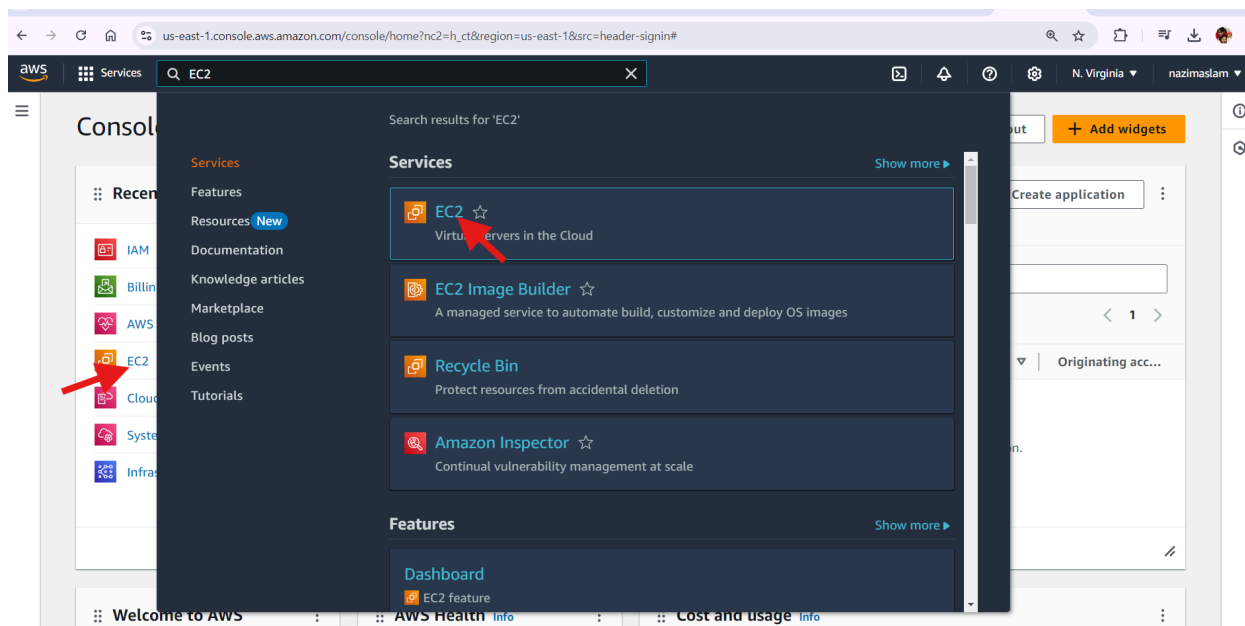 us-east-1.console.aws.amazon.com/console/home?nc2=h_ct&region=us-east-1&src=header-signin#
aws
Services
EC2
N. Virginia
nazimaslam
Consol
Search results for 'EC2'
out
+ Add widgets
Services
Features
Resources New
Documentation
Knowledge articles
Marketplace
Blog posts
Events
Tutorials
Services
Show more
EC2
Virtu ervers in the Cloud
EC2 Image Builder
A managed service to automate build, customize and deploy OS images
Recycle Bin
Protect resources from accidental deletion
Amazon Inspector
Continual vulnerability management at scale
Features
Show more
Dashboard
EC2 feature
Recen
IAM
Billin
AWS
EC2
Cloud
Syste
Infras
Create application
1
Originating acc...
on.
Welcome to AWS
AWS Health Info
Cost and usage Info